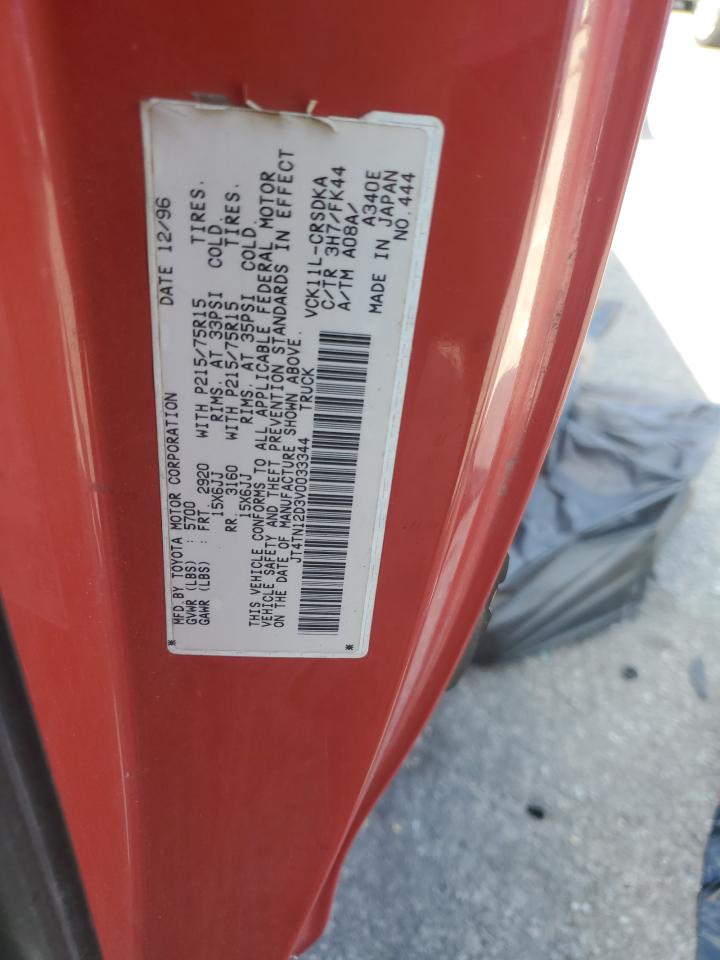 MFD. BY TOYOTA MOTOR CORPORATION DATE 12/96
GVWR (LBS) : 5700
GAWR (LBS) : FRT. 2920 WITH P215/75R15 TIRES.
15X6JJ RIMS. AT 33PSI COLD.
RR. 3160 WITH P215/75R15 TIRES.
15X6JJ RIMS. AT 35PSI COLD.
THIS VEHICLE CONFORMS TO ALL APPLICABLE FEDERAL MOTOR
VEHICLE SAFETY AND THEFT PREVENTION STANDARDS IN EFFECT
ON THE DATE OF MANUFACTURE SHOWN ABOVE.
JT4TN12D3V0033344 TRUCK
VCK11L-CRSDKA
C/TR 3H7/FK44
A/TM A08A/ A340E
* MADE IN JAPAN *
NO.444